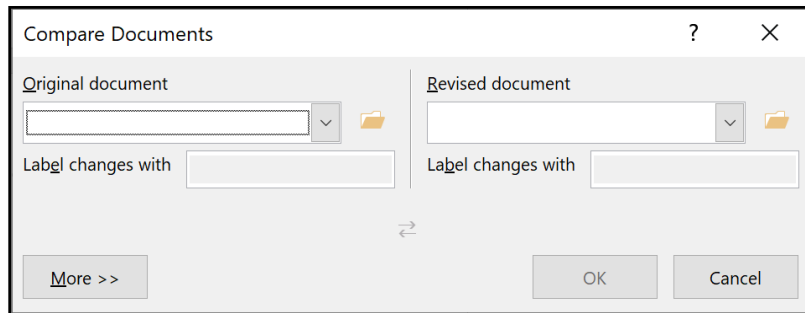 Compare Documents ?
Original document
Revised document
Label changes with
Label changes with
More >>
OK
Cancel